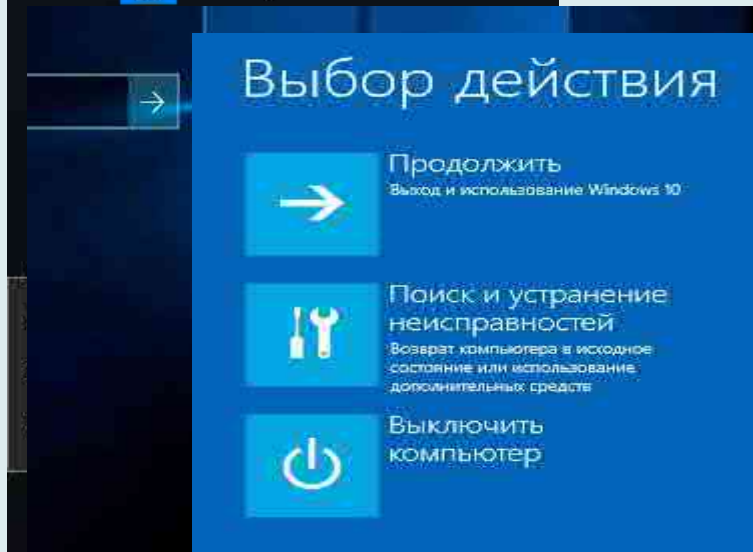 Выбор действия
Продолжить
Выход и использование Windows 10
Поиск и устранение
неисправностей
Возврат компьютера в исходное
состояние или использование
дополнительных средств
Выключить
компьютер